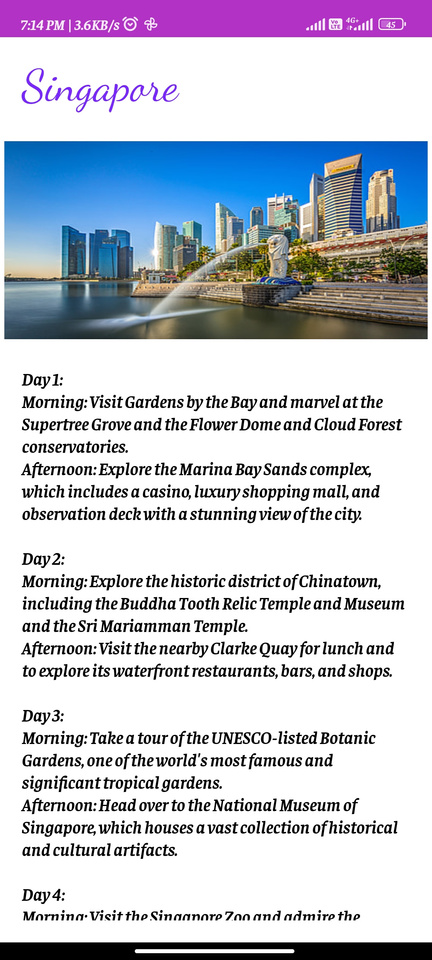 7:14 PM | 3.6KB/s
4G+
45
Singapore
Day 1:
Morning: Visit Gardens by the Bay and marvel at the
Supertree Grove and the Flower Dome and Cloud Forest
conservatories.
Afternoon: Explore the Marina Bay Sands complex,
which includes a casino, luxury shopping mall, and
observation deck with a stunning view of the city.
Day 2:
Morning: Explore the historic district of Chinatown,
including the Buddha Tooth Relic Temple and Museum
and the Sri Mariamman Temple.
Afternoon: Visit the nearby Clarke Quay for lunch and
to explore its waterfront restaurants, bars, and shops.
Day 3:
Morning: Take a tour of the UNESCO-listed Botanic
Gardens, one of the world's most famous and
significant tropical gardens.
Afternoon: Head over to the National Museum of
Singapore, which houses a vast collection of historical
and cultural artifacts.
Day 4:
Morning: Visit the Singapore Zoo and admire the